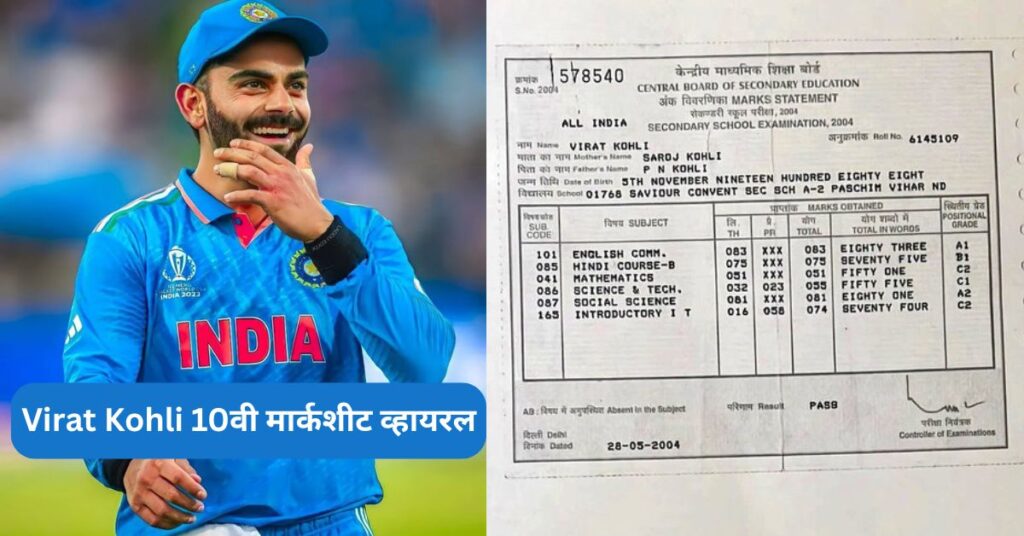 INDIA 2023
INDIA
Virat Kohli 10वी मार्कशीट व्हायरल
क्रमांक
S.No. 2004
578540
केन्द्रीय माध्यमिक शिक्षा बोर्ड
CENTRAL BOARD OF SECONDARY EDUCATION
अंक विवरणिका MARKS STATEMENT
सेकण्डरी स्कूल परीक्षा, 2004
ALL INDIA SECONDARY SCHOOL EXAMINATION, 2004
अनुक्रमांक Roll No. 6145109
नाम Name VIRAT KOHLI
माता का नाम Mother's Name SAROJ KOHLI
पिता का नाम Father's Name P N KOHLI
जन्म तिथि Date of Birth 5TH NOVEMBER NINETEEN HUNDRED EIGHTY EIGHT
विद्यालय School 01768 SAVIOUR CONVENT SEC SCH A-2 PASCHIM VIHAR ND
विषय कोड SUB. CODE
विषय SUBJECT
प्राप्तांक MARKS OBTAINED
लि. TH
प्रे. PR
योग TOTAL
योग शब्दों में TOTAL IN WORDS
स्थितीय ग्रेड POSITIONAL GRADE
101 ENGLISH COMM. 083 XXX 083 EIGHTY THREE A1
085 HINDI COURSE-B 075 XXX 075 SEVENTY FIVE B1
041 MATHEMATICS 051 XXX 051 FIFTY ONE C2
086 SCIENCE & TECH. 032 023 055 FIFTY FIVE C1
087 SOCIAL SCIENCE 081 XXX 081 EIGHTY ONE A2
165 INTRODUCTORY I T 016 058 074 SEVENTY FOUR C2
AB : विषय में अनुपस्थित Absent in the Subject
परिणाम Result PASS
दिल्ली Delhi
दिनांक Dated 28-05-2004
परीक्षा नियंत्रक
Controller of Examinations